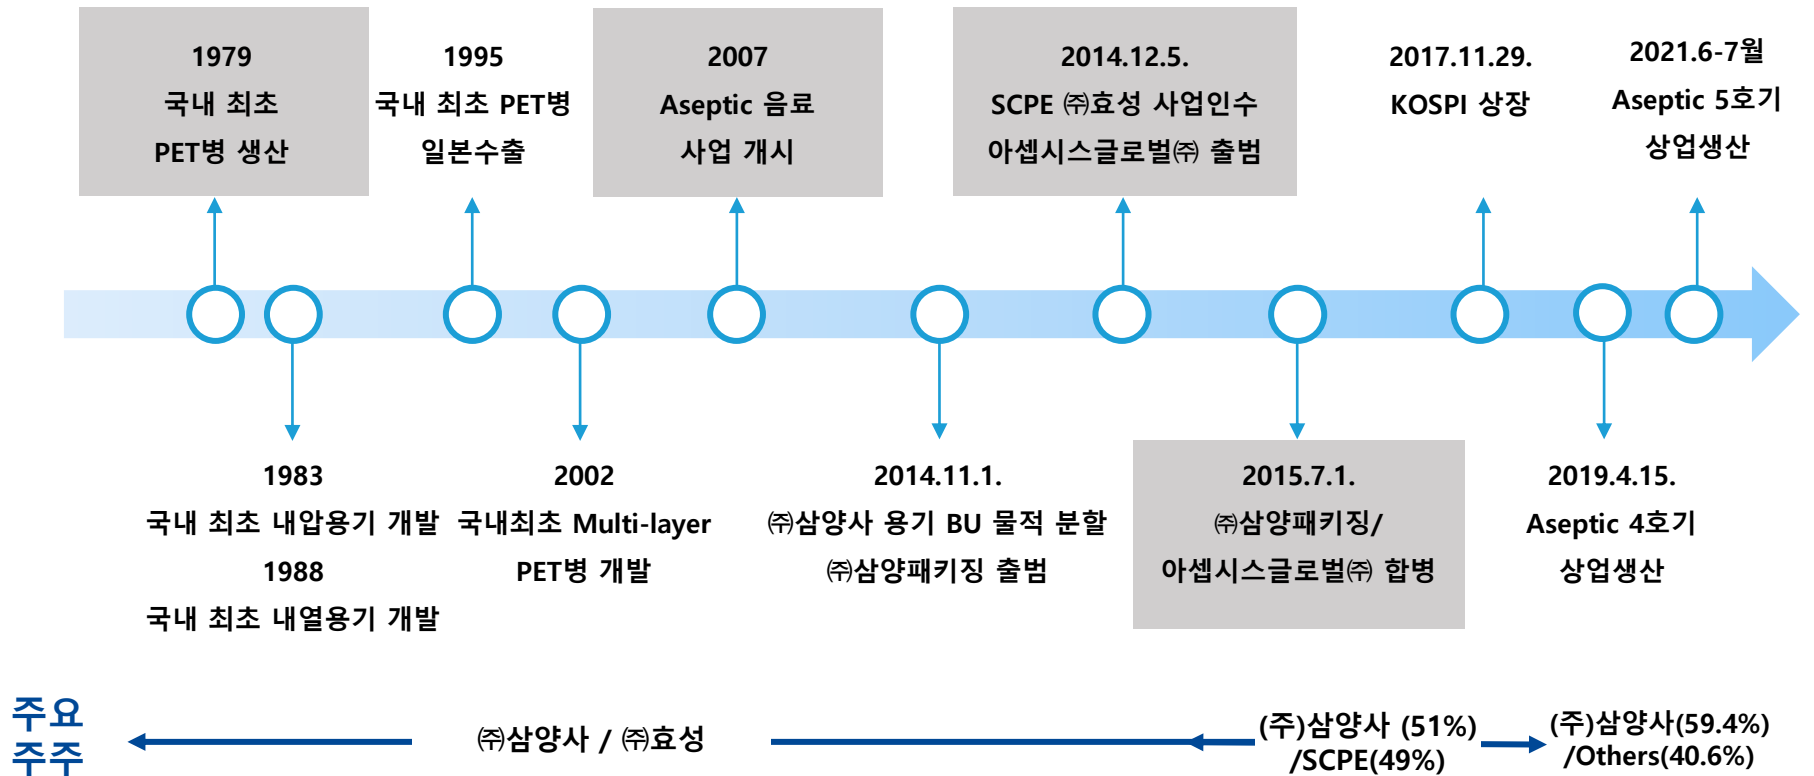 1979
국내 최초
PET병 생산
1995
국내 최초 PET병
일본수출
2007
Aseptic 음료
사업 개시
2014.12.5.
SCPE ㈜효성 사업인수
아셉시스글로벌㈜ 출범
2017.11.29.
KOSPI 상장
2021.6-7월
Aseptic 5호기
상업생산
1983
국내 최초 내압용기 개발
1988
국내 최초 내열용기 개발
2002
국내최초 Multi-layer
PET병 개발
2014.11.1.
㈜삼양사 용기 BU 물적 분할
㈜삼양패키징 출범
2015.7.1.
㈜삼양패키징/
아셉시스글로벌㈜ 합병
2019.4.15.
Aseptic 4호기
상업생산
주요
주주
㈜삼양사 / ㈜효성
(주)삼양사 (51%)
/SCPE(49%)
(주)삼양사(59.4%)
/Others(40.6%)